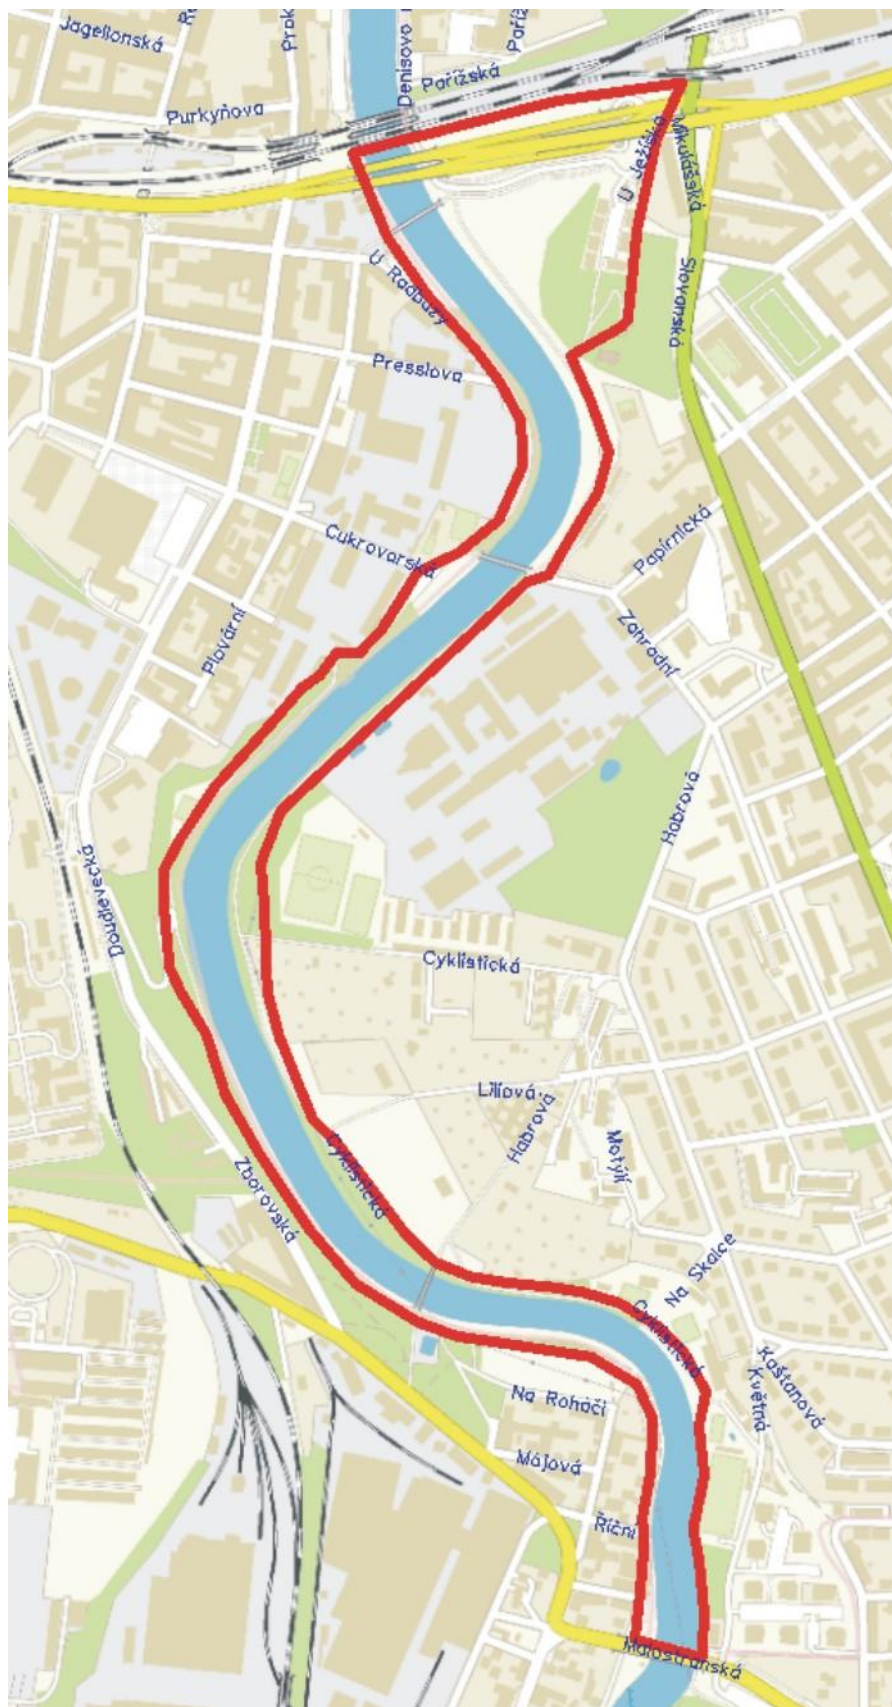 Jagellonská
Denisovo n
Pařížská
Purkyňova
U Ježíška
Mikulášská
U Radbuzy
Slovanská
Presslova
Papírnická
Cukrovarská
Zahradní
Plovární
Habrová
Doudlevecká
Cyklistická
Liliová
Habrová
Motýlí
Cyklistická
Zborovská
Na Skalce
Cyklistická
Kaštanová
Květná
Na Roháči
Májová
Říční
Malostranská